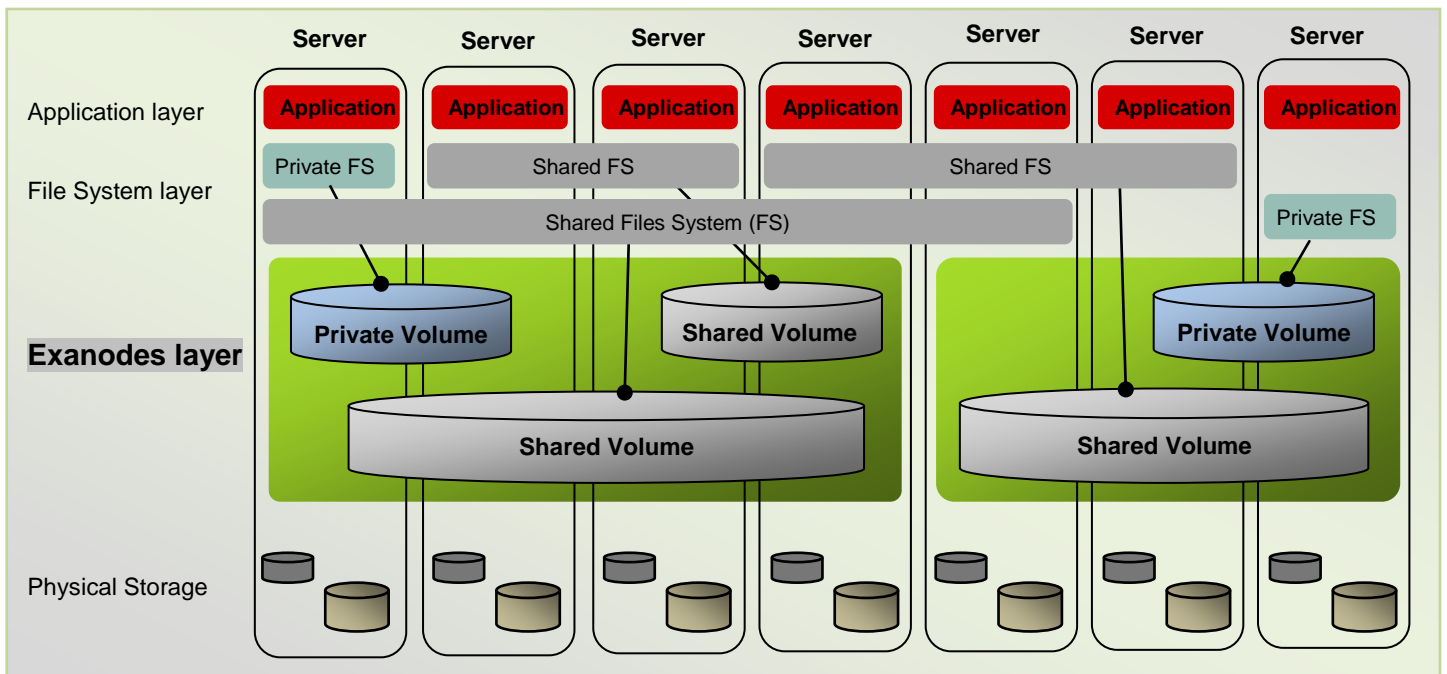 Server Server Server Server Server Server Server
Application layer Application Application Application Application Application Application Application
Private FS Shared FS Shared FS
File System layer
Shared Files System (FS) Private FS
Private Volume Shared Volume Private Volume
Exanodes layer
Shared Volume Shared Volume
Physical Storage